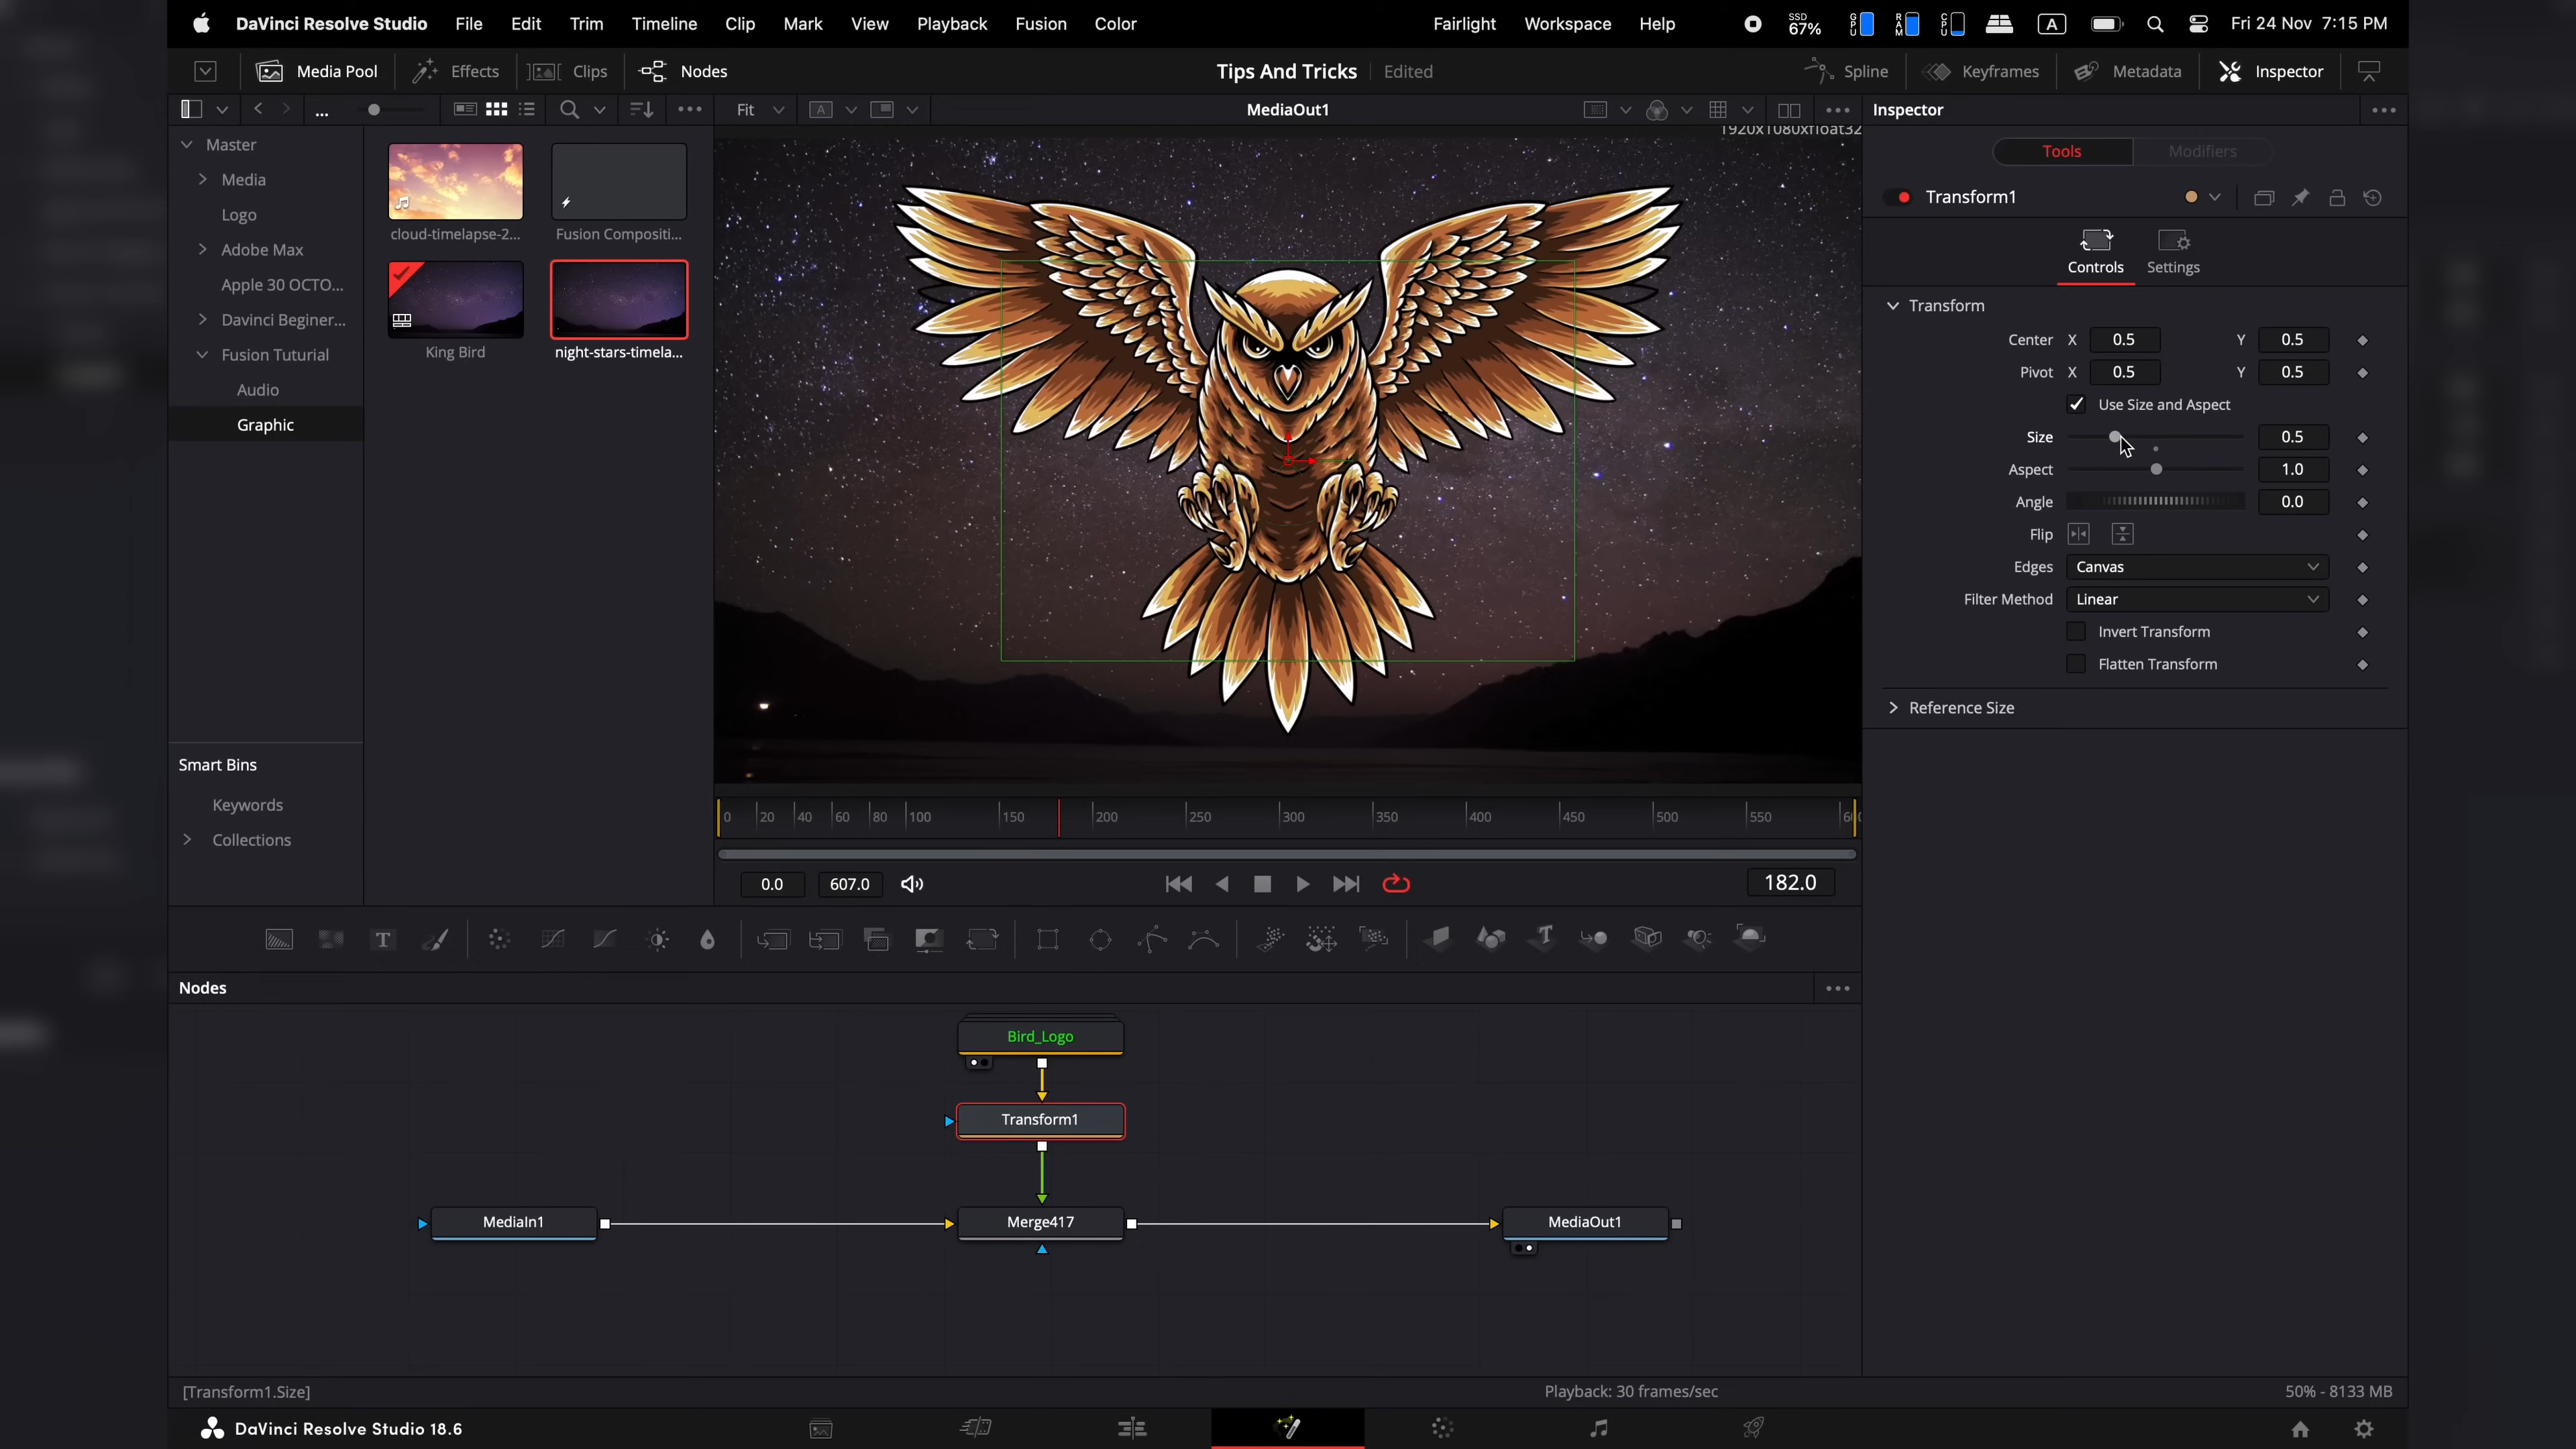 DaVinci Resolve Studio File Edit Trim Timeline Clip Mark View Playback Fusion Color Fairlight Workspace Help SSD 67% GPU RAM CPU A Fri 24 Nov 7:15 PM
Media Pool Effects Clips Nodes Tips And Tricks Edited Spline Keyframes Metadata Inspector
... Fit A MediaOut1 Inspector
1920x1080xfloat32
Master
Media
Logo
Adobe Max
Apple 30 OCTO...
Davinci Beginer...
Fusion Tuturial
Audio
Graphic
cloud-timelapse-2...
Fusion Compositi...
King Bird
night-stars-timela...
Smart Bins
Keywords
Collections
Tools Modifiers
Transform1
Controls Settings
Transform
Center X 0.5 Y 0.5
Pivot X 0.5 Y 0.5
Use Size and Aspect
Size 0.5
Aspect 1.0
Angle 0.0
Flip
Edges Canvas
Filter Method Linear
Invert Transform
Flatten Transform
Reference Size
0 20 40 60 80 100 150 200 250 300 350 400 450 500 550
0.0 607.0 182.0
T
Nodes
Bird_Logo
Transform1
MediaIn1 Merge417 MediaOut1
[Transform1.Size] Playback: 30 frames/sec 50% - 8133 MB
DaVinci Resolve Studio 18.6